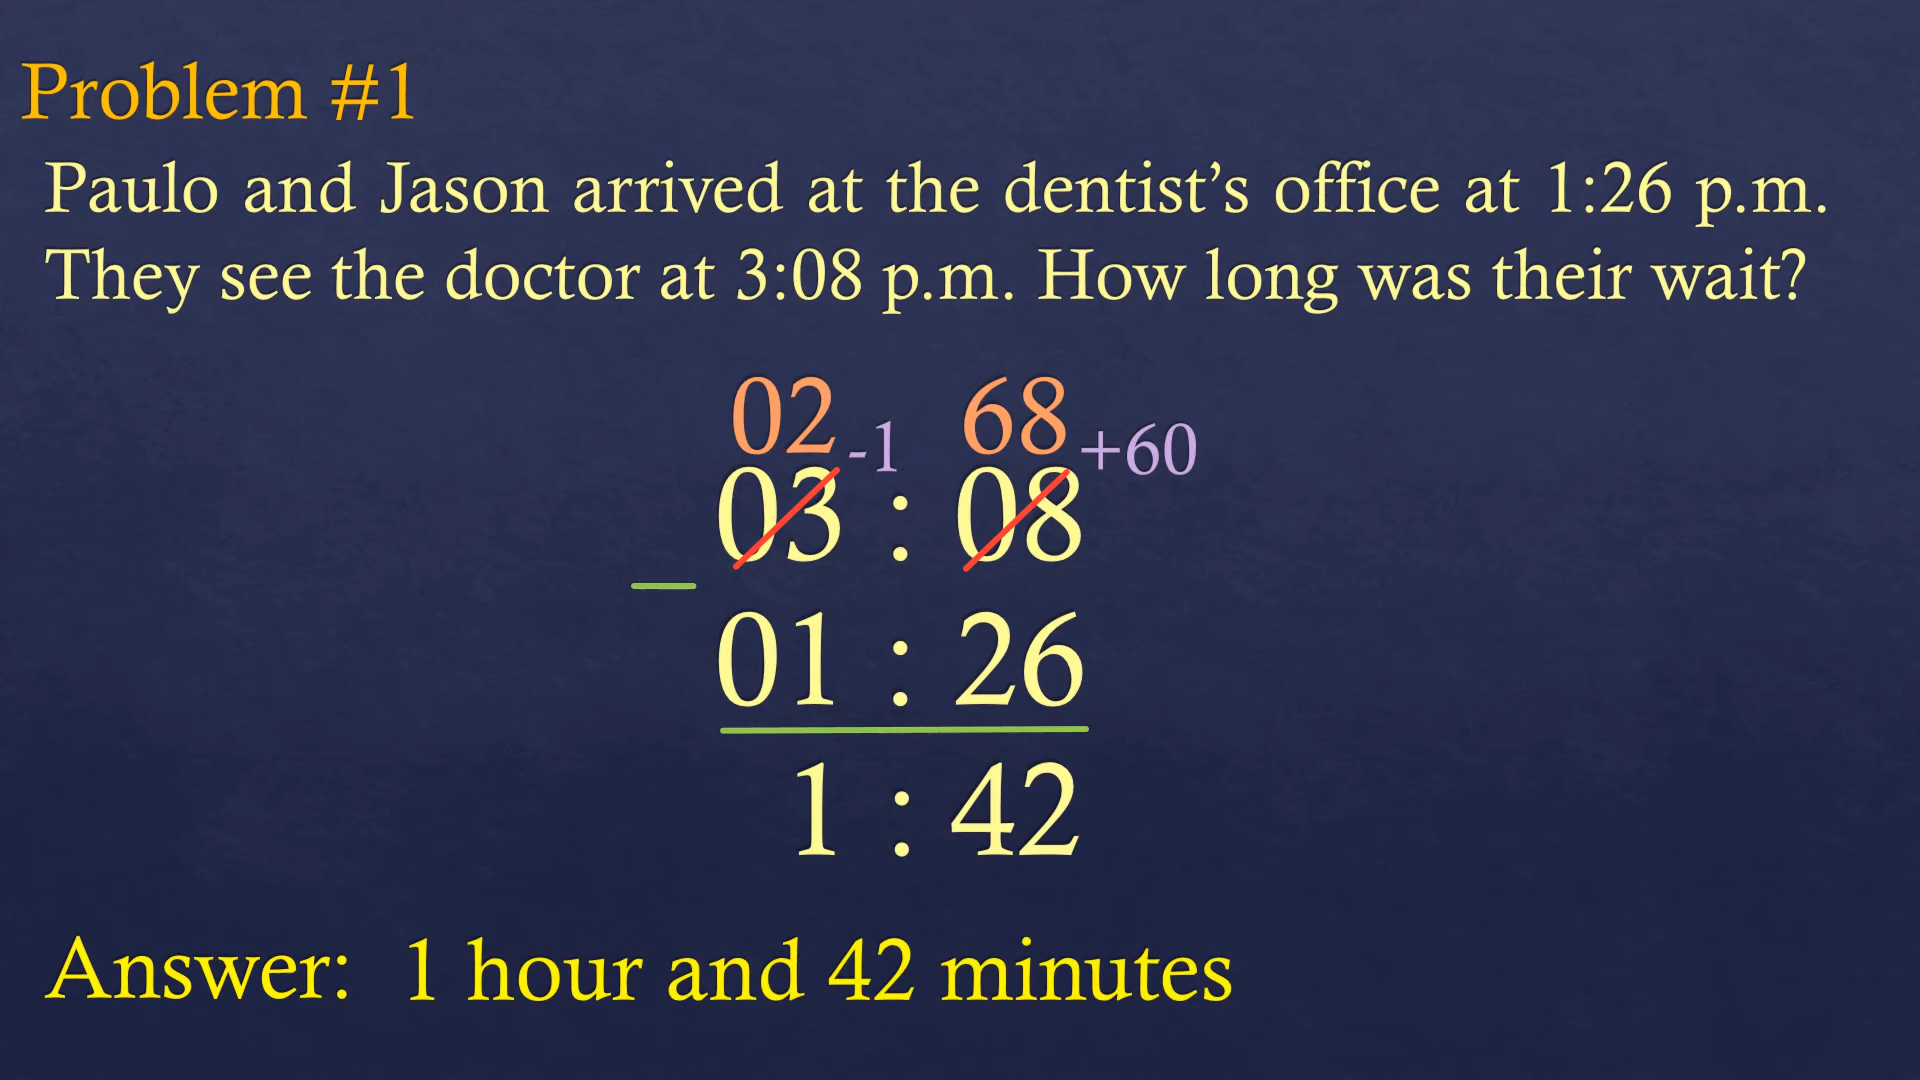 Problem #1
Paulo and Jason arrived at the dentist’s office at 1:26 p.m.
They see the doctor at 3:08 p.m. How long was their wait?
02 -1 68 +60
03 : 08
—
01 : 26
1 : 42
Answer: 1 hour and 42 minutes